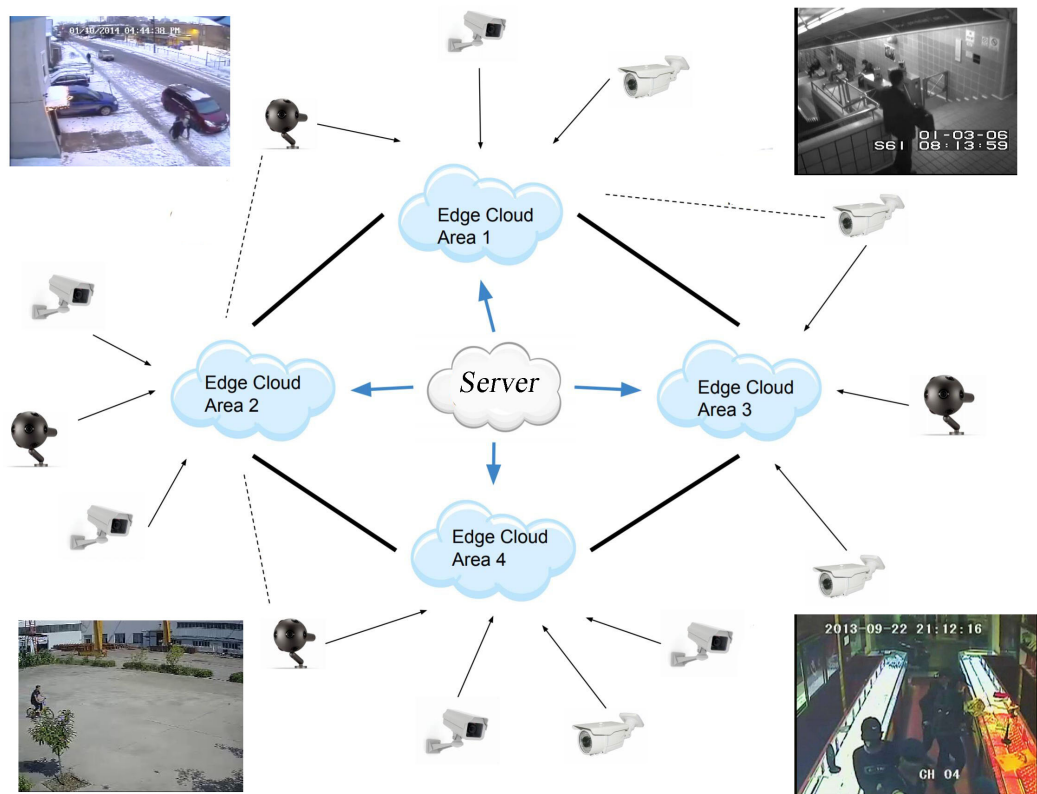 01/10/2014 04:44:38 PM
01-03-06
S61 08:13:59
Edge Cloud
Area 1
Server
Edge Cloud
Area 2
Edge Cloud
Area 3
Edge Cloud
Area 4
2013-09-22 21:12:16
CH 04